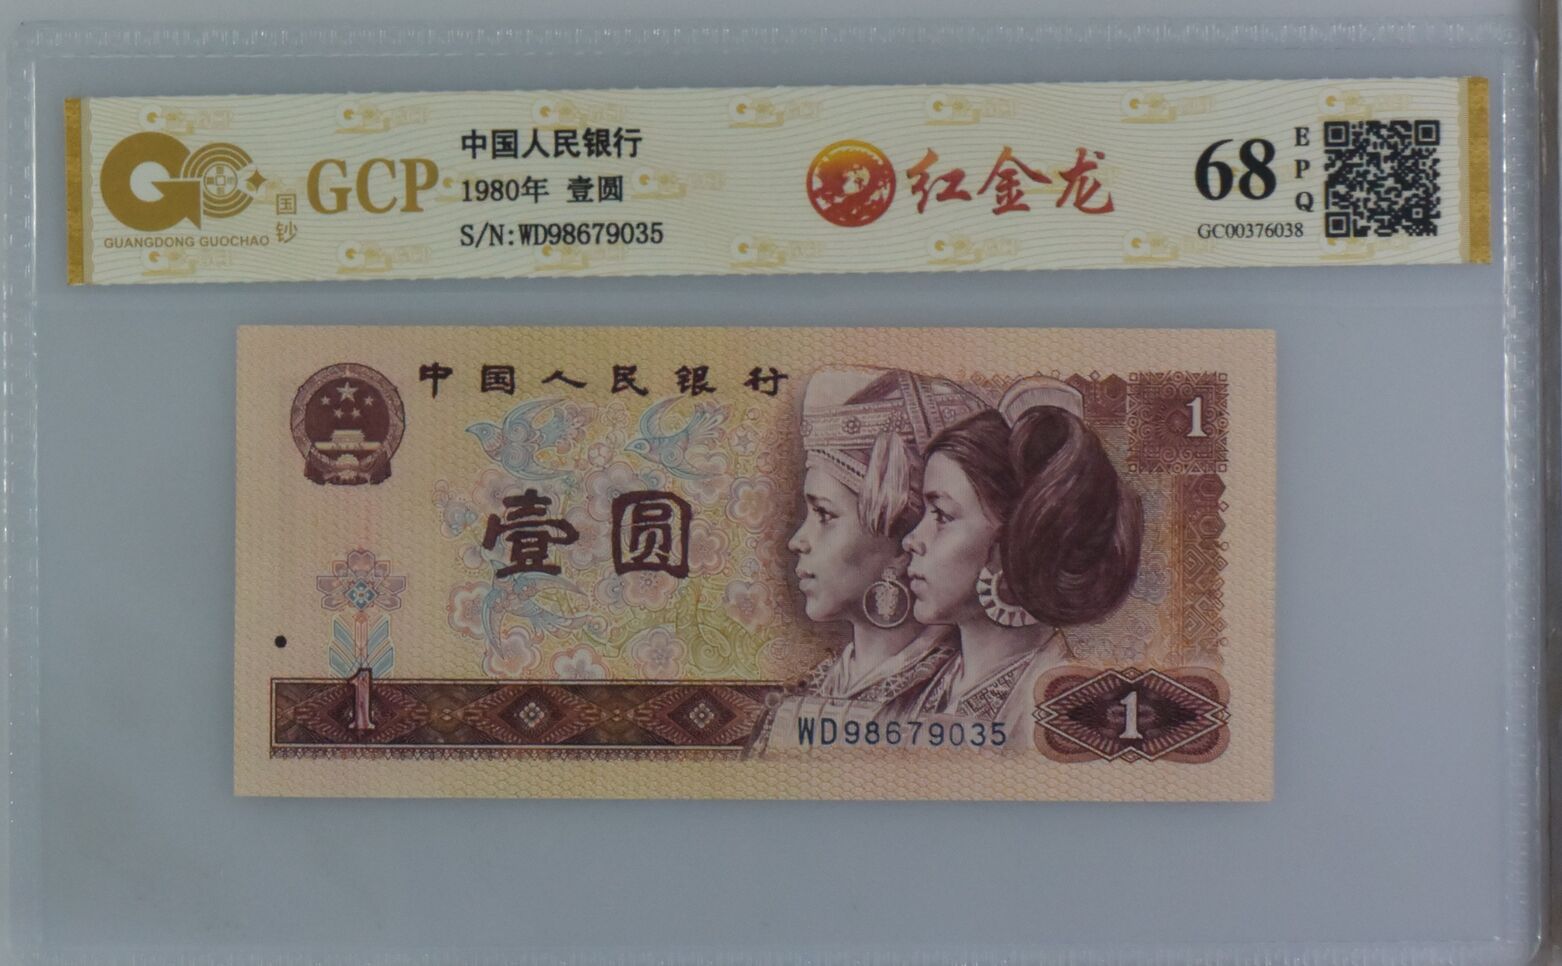 GUANGDONG GUOCHAO
国钞
GCP
中国人民银行
1980年 壹圆
S/N:WD98679035
红金龙
68
EPQ
GC00376038
中国人民银行
1
壹圆
1
WD98679035
1